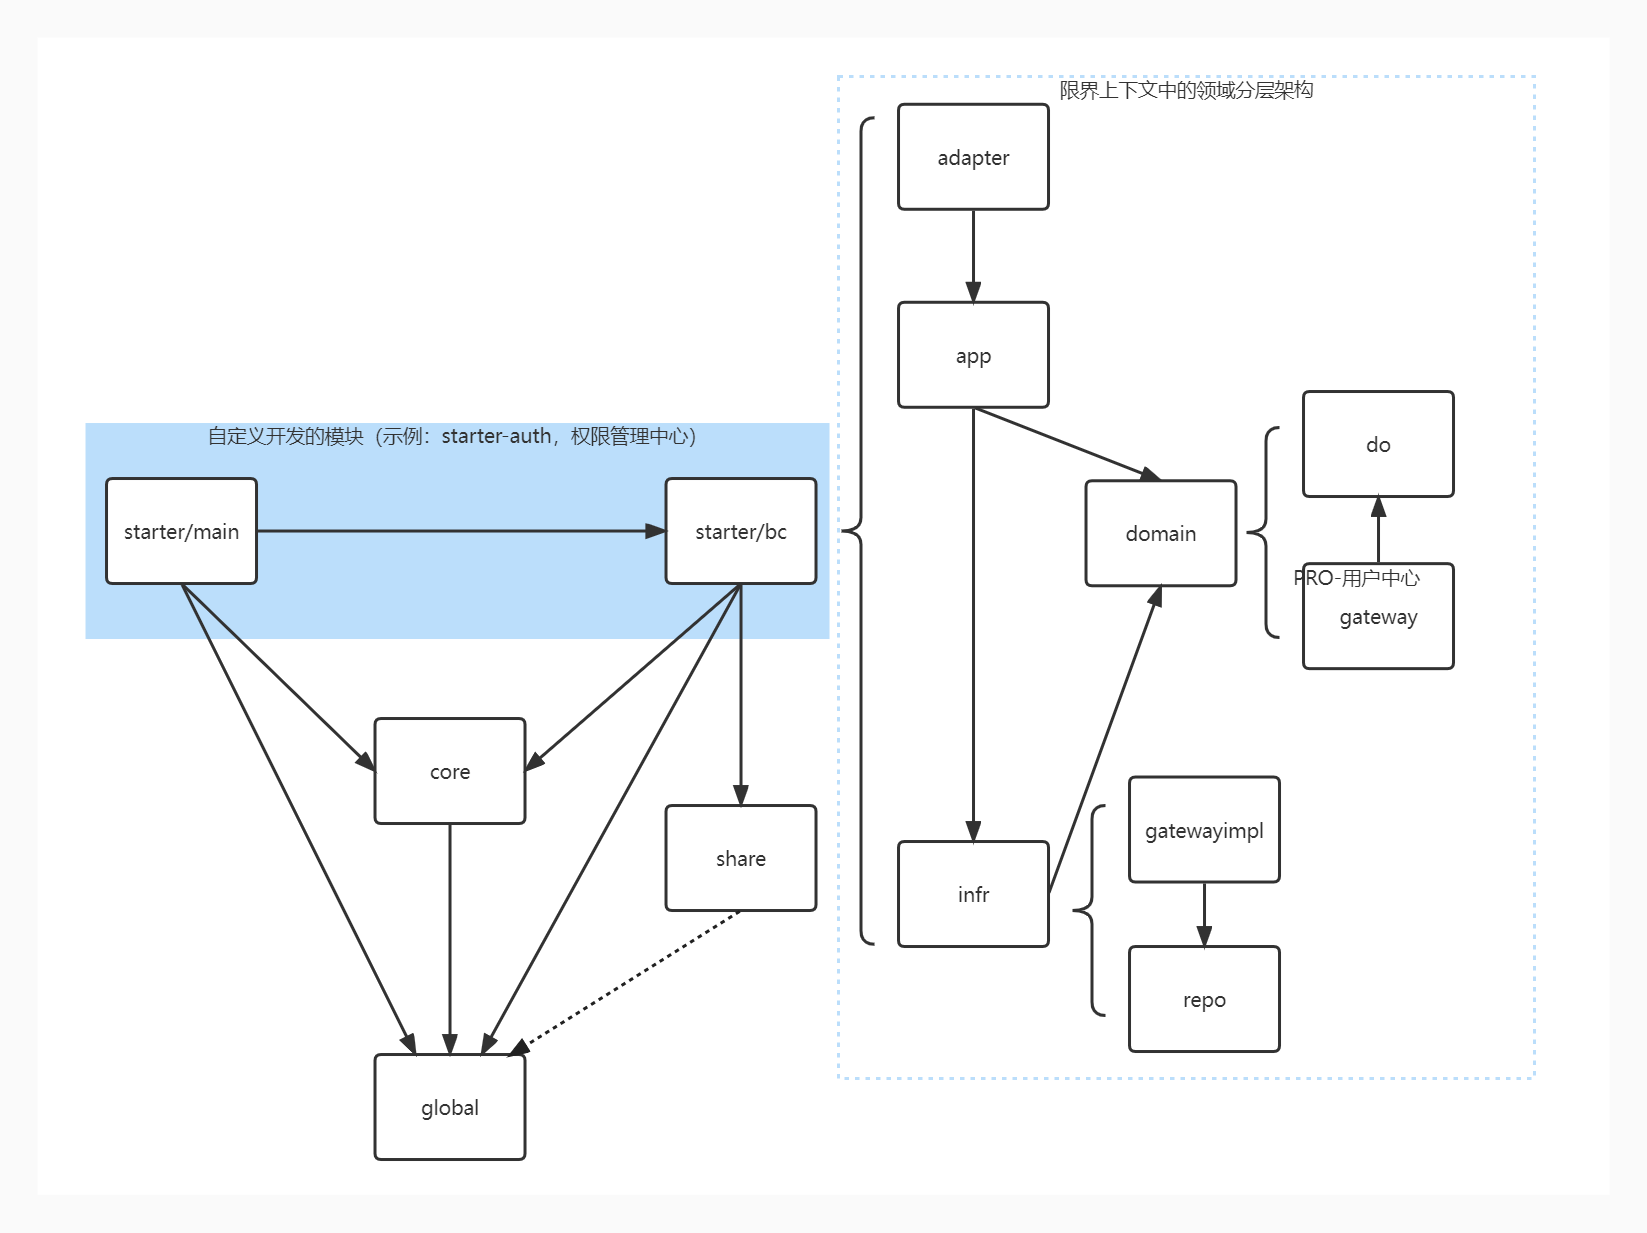 限界上下文中的领域分层架构
adapter
app
do
自定义开发的模块（示例：starter-auth，权限管理中心）
starter/main
starter/bc
domain
PRO-用户中心
gateway
core
gatewayimpl
share
infr
repo
global